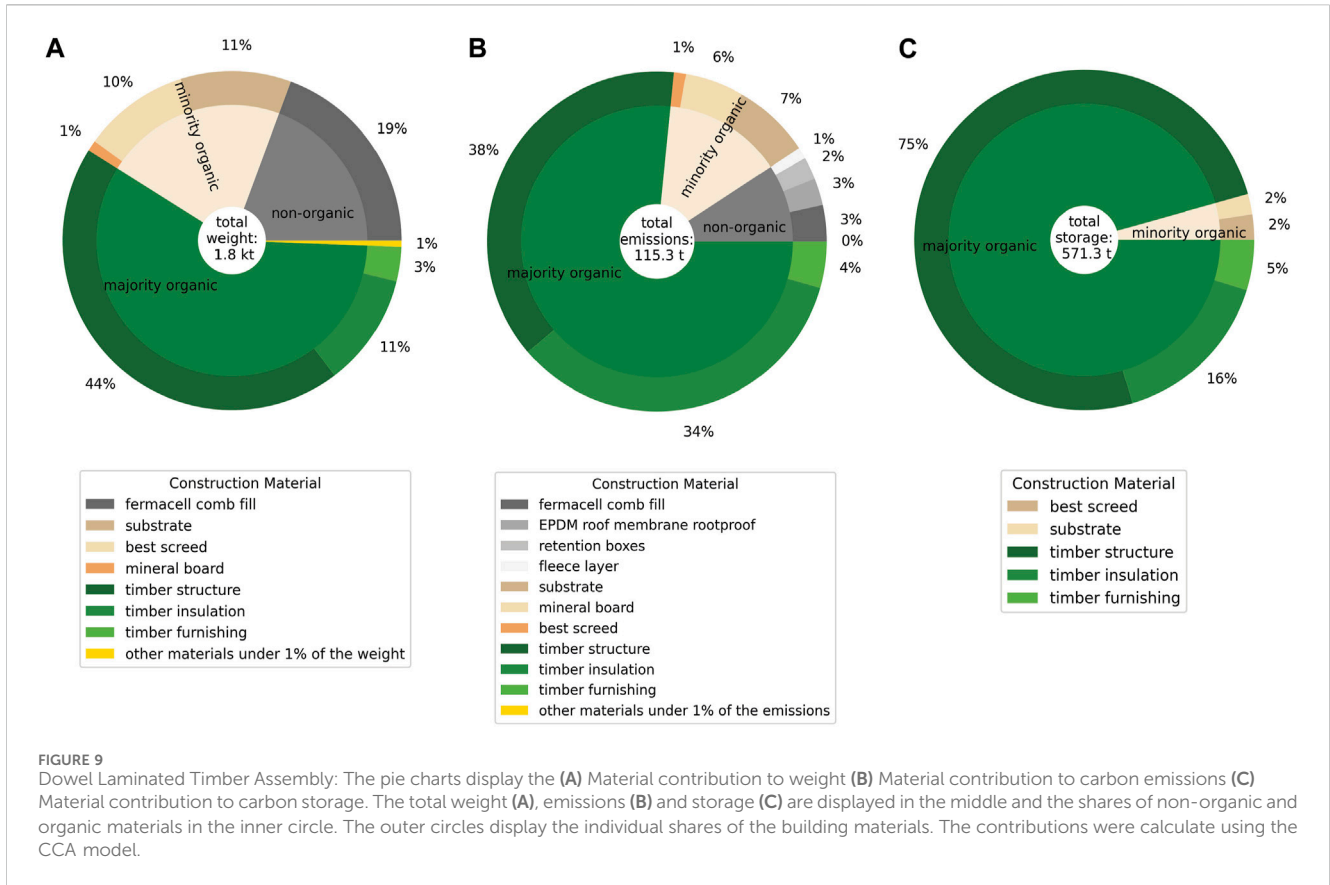 A
11%
10%
1%
19%
minority organic
non-organic
total
weight:
1.8 kt
majority organic
1%
3%
11%
44%
Construction Material
fermacell comb fill
substrate
best screed
mineral board
timber structure
timber insulation
timber furnishing
other materials under 1% of the weight
B
1%
6%
7%
1%
2%
3%
3%
0%
4%
38%
34%
minority organic
non-organic
total
emissions:
115.3 t
majority organic
Construction Material
fermacell comb fill
EPDM roof membrane rootproof
retention boxes
fleece layer
substrate
mineral board
best screed
timber structure
timber insulation
timber furnishing
other materials under 1% of the emissions
C
75%
2%
2%
5%
16%
total
storage:
571.3 t
minority organic
majority organic
Construction Material
best screed
substrate
timber structure
timber insulation
timber furnishing
FIGURE 9
Dowel Laminated Timber Assembly: The pie charts display the (A) Material contribution to weight (B) Material contribution to carbon emissions (C)
Material contribution to carbon storage. The total weight (A), emissions (B) and storage (C) are displayed in the middle and the shares of non-organic and
organic materials in the inner circle. The outer circles display the individual shares of the building materials. The contributions were calculate using the
CCA model.